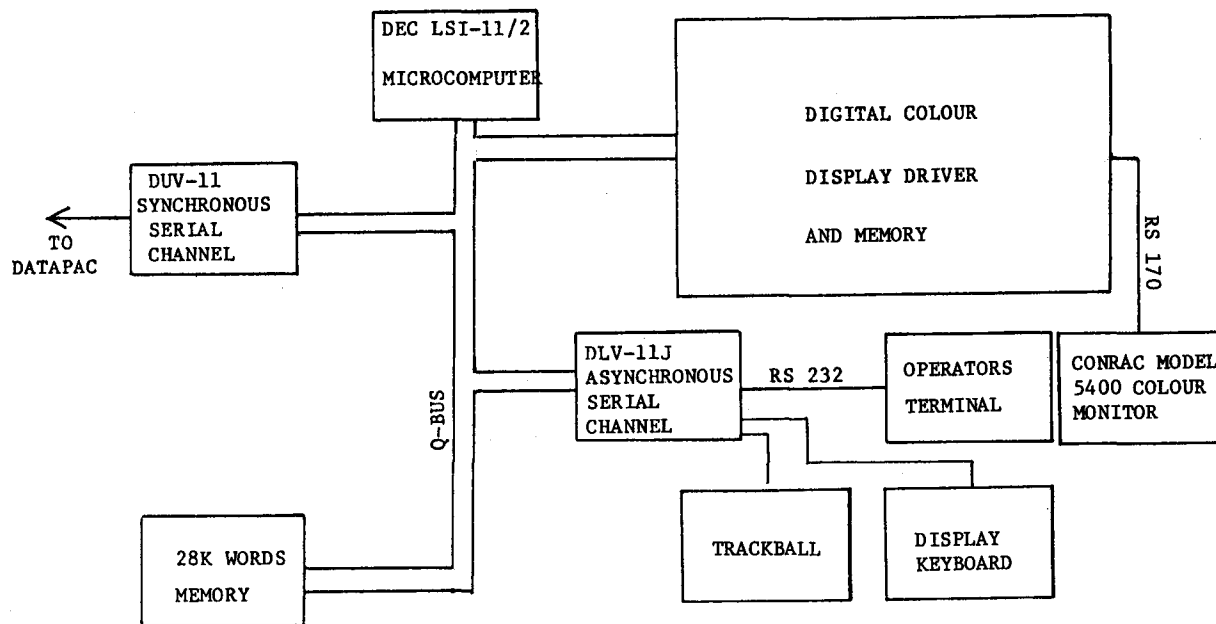 DEC LSI-11/2
MICROCOMPUTER
DIGITAL COLOUR
DISPLAY DRIVER
AND MEMORY
DUV-11
SYNCHRONOUS
SERIAL
CHANNEL
TO
DATAPAC
RS 170
DLV-11J
ASYNCHRONOUS
SERIAL
CHANNEL
RS 232
OPERATORS
TERMINAL
CONRAC MODEL
5400 COLOUR
MONITOR
Q-BUS
28K WORDS
MEMORY
TRACKBALL
DISPLAY
KEYBOARD